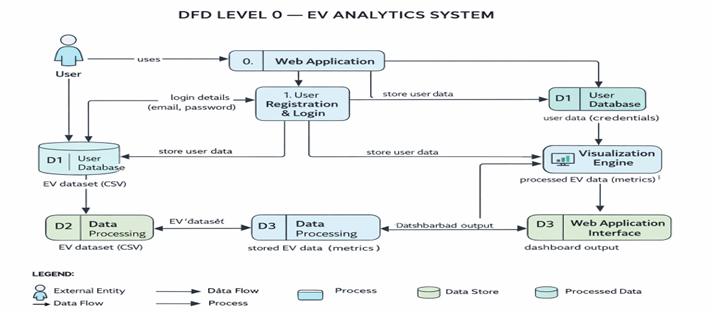 DFD LEVEL 0 — EV ANALYTICS SYSTEM
User
uses
0. Web Application
login details
(email, password)
1. User
Registration
& Login
store user data
D1 User
Database
user data (credentials)
D1 User
Database
EV dataset (CSV)
store user data
store user data
Visualization
Engine
processed EV data (metrics)
D2 Data
Processing
EV dataset (CSV)
EV 'dataset
D3 Data
Processing
stored EV data (metrics)
Datshbarbad output
D3 Web Application
Interface
dashboard output
LEGEND:
External Entity
Data Flow
Process
Data Store
Processed Data
Data Flow
Process